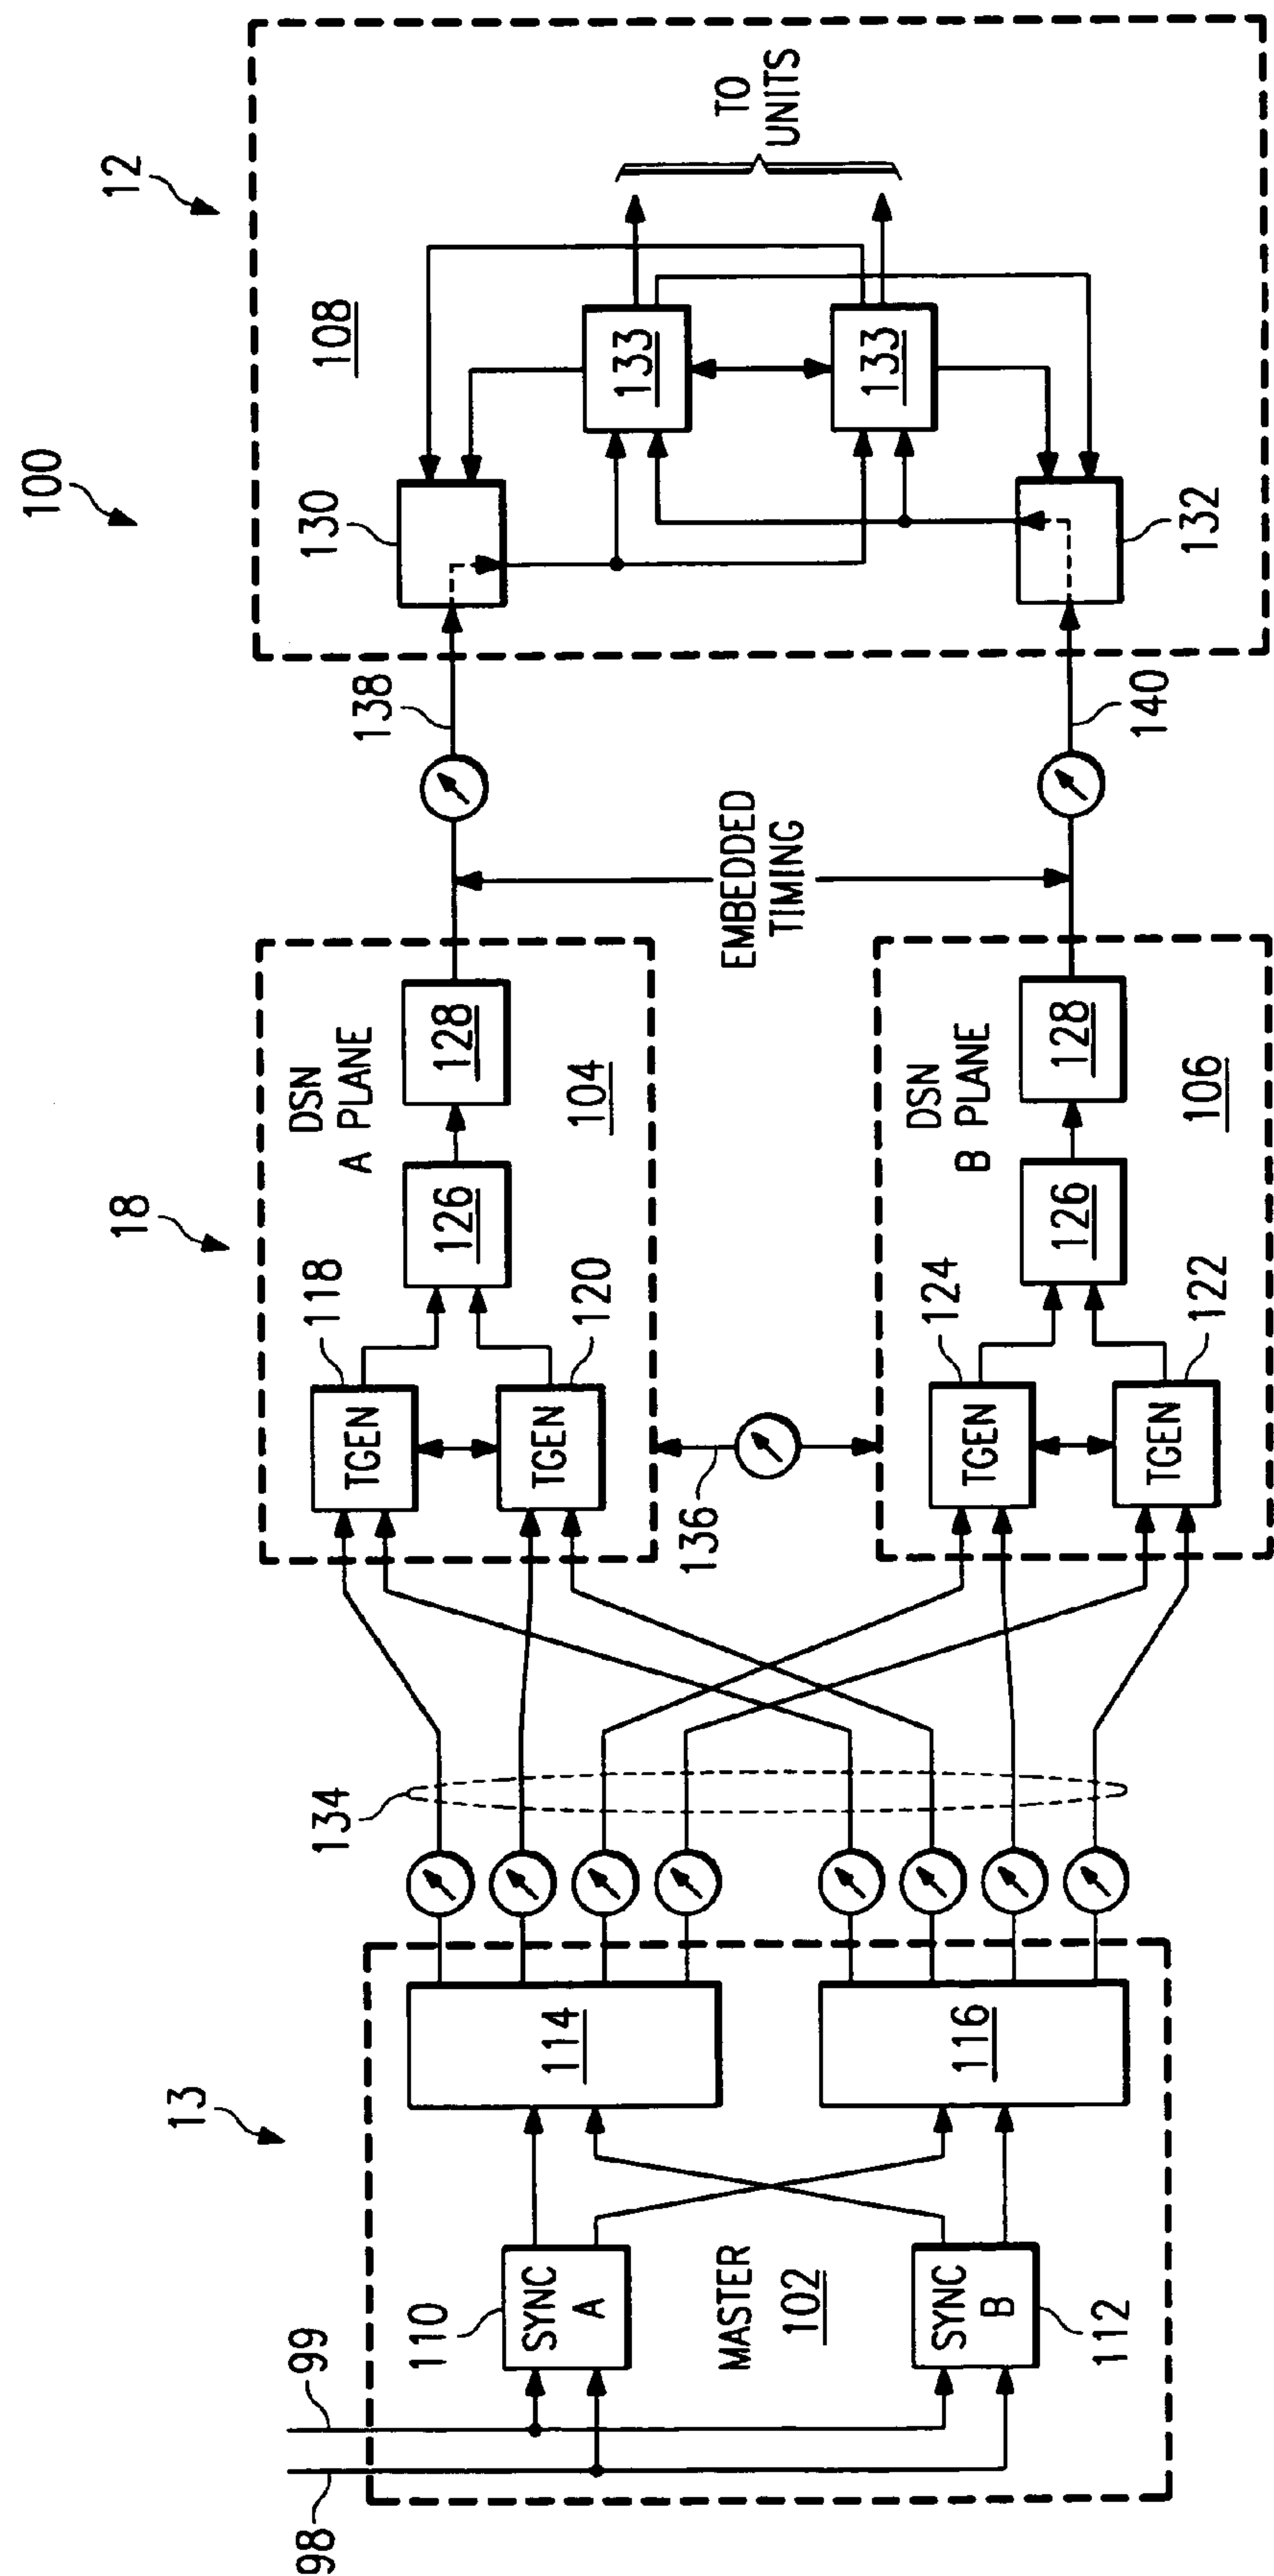 100
13
18
12
99
98
110
SYNC
A
MASTER
102
SYNC
B
112
114
116
134
118
TGEN
TGEN
120
DSN
A PLANE
126
128
104
136
124
TGEN
TGEN
122
DSN
B PLANE
126
128
106
EMBEDDED
TIMING
138
140
130
108
133
133
132
TO
UNITS